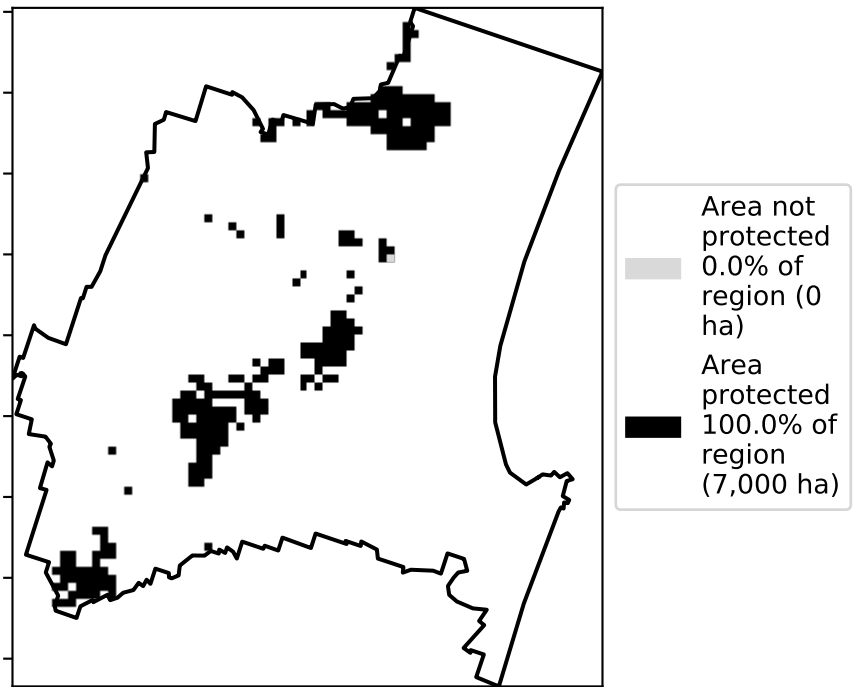 Area not
protected
0.0% of
region (0
ha)
Area
protected
100.0% of
region
(7,000 ha)